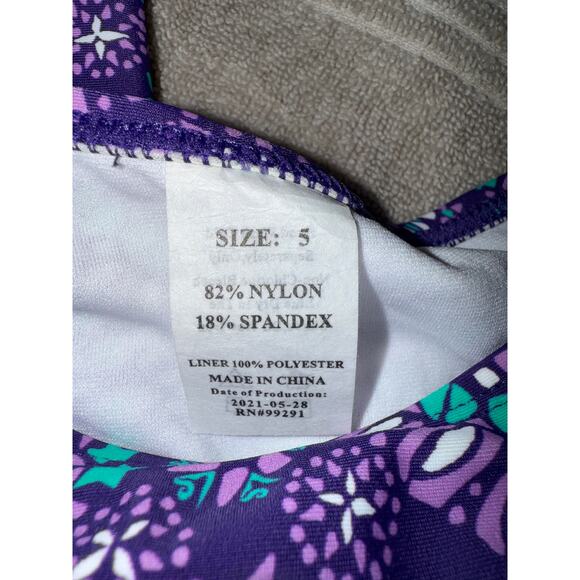 SIZE: 5
82% NYLON
18% SPANDEX
LINER 100% POLYESTER
MADE IN CHINA
Date of Production:
2021-05-28
RN#99291